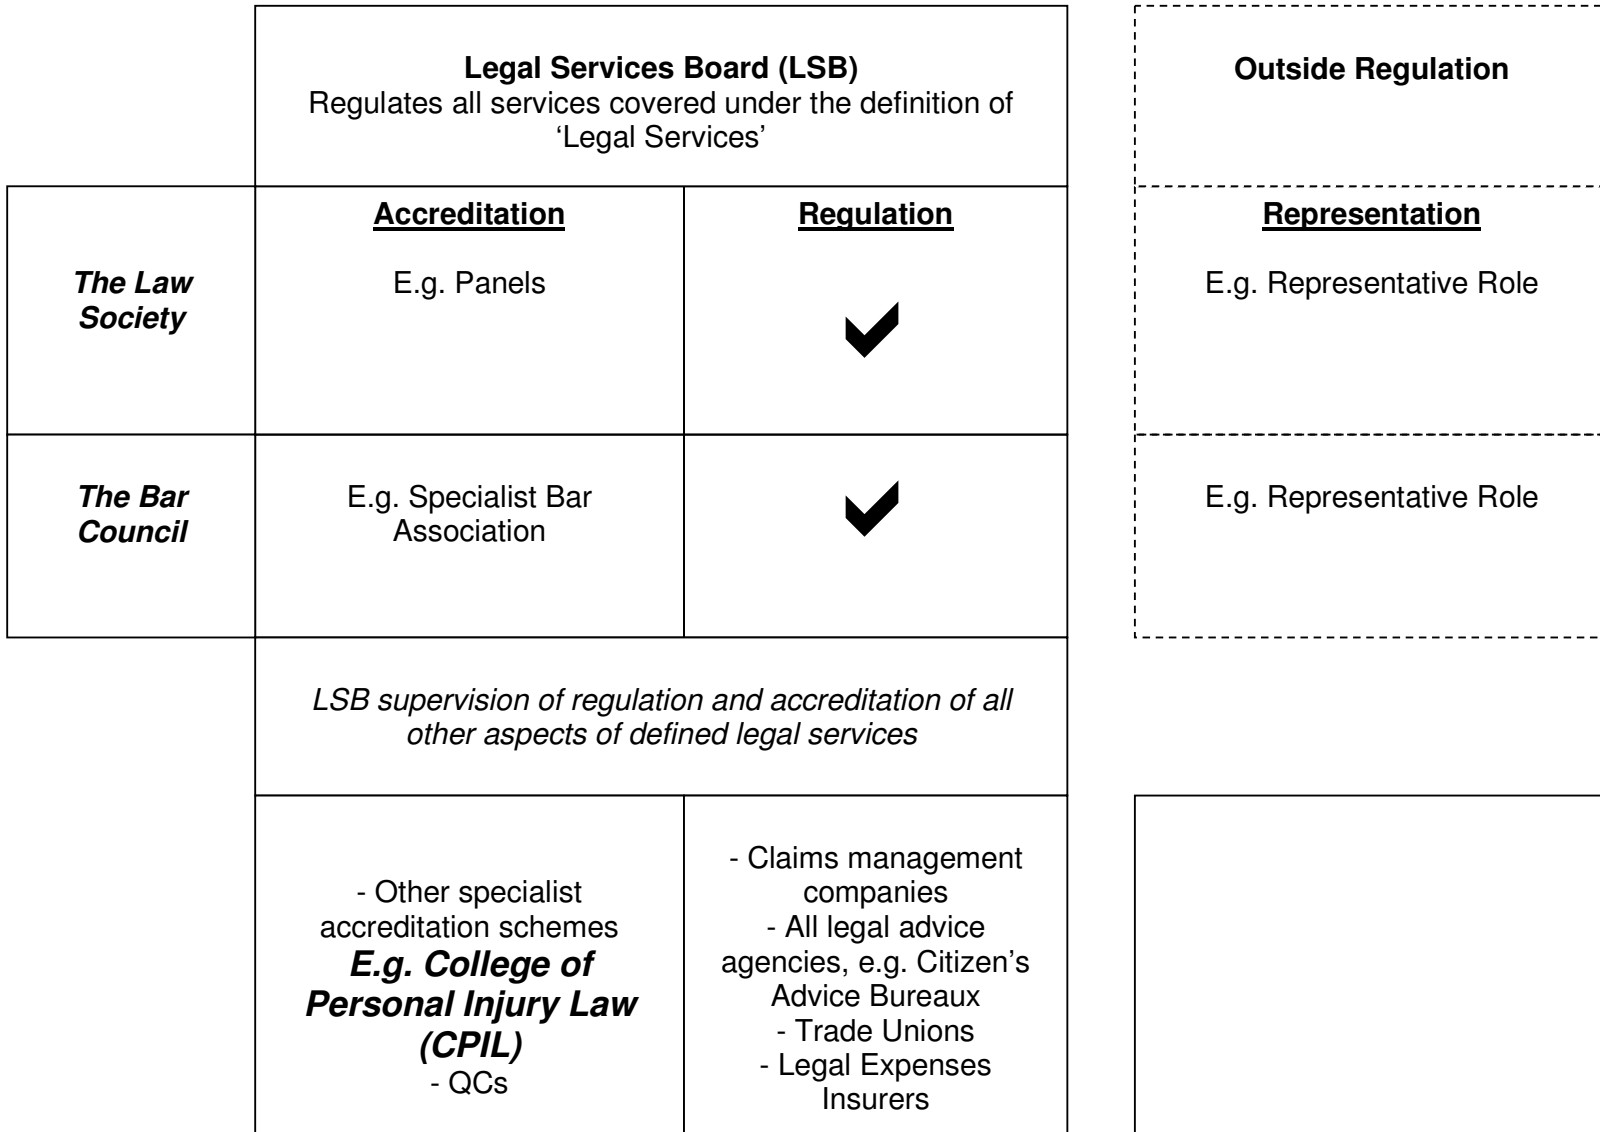 Legal Services Board (LSB)
Regulates all services covered under the definition of
‘Legal Services’
Outside Regulation
The Law
Society
Accreditation
E.g. Panels
Regulation
Representation
E.g. Representative Role
The Bar
Council
E.g. Specialist Bar
Association
E.g. Representative Role
LSB supervision of regulation and accreditation of all
other aspects of defined legal services
- Other specialist
accreditation schemes
E.g. College of
Personal Injury Law
(CPIL)
- QCs
- Claims management
companies
- All legal advice
agencies, e.g. Citizen’s
Advice Bureaux
- Trade Unions
- Legal Expenses
Insurers